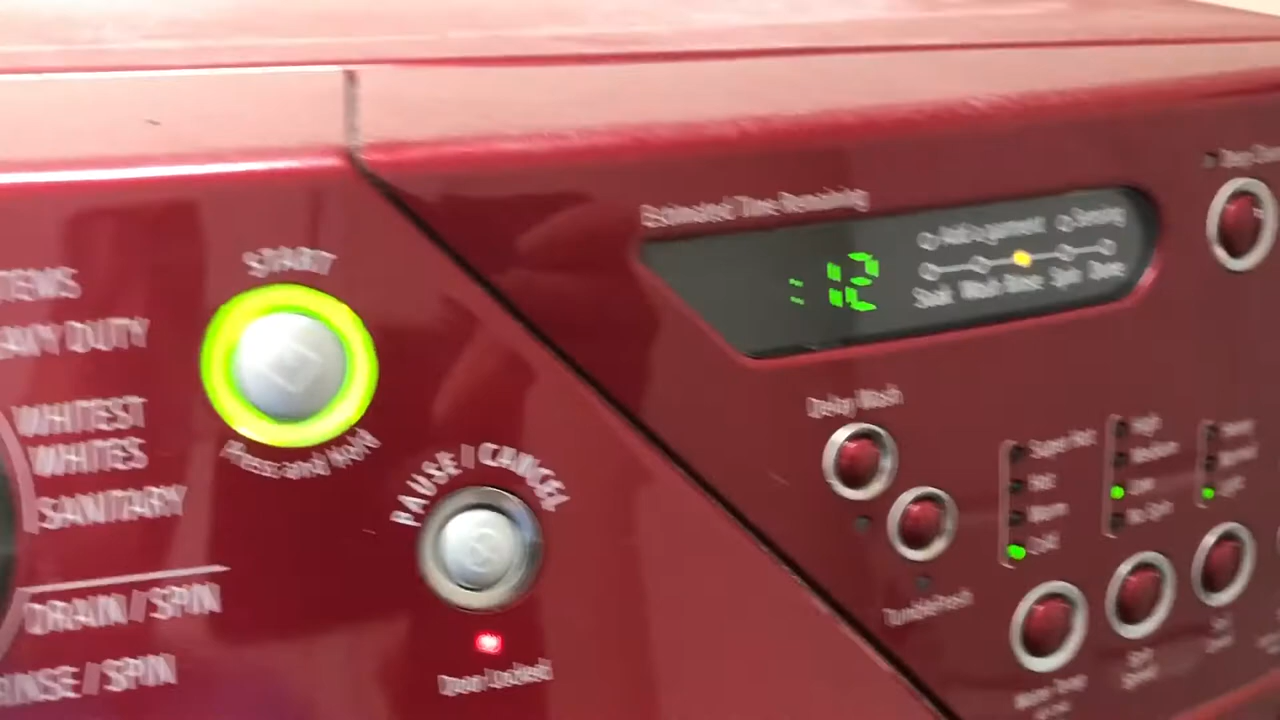 START
Press and Hold
HEAVY DUTY
WHITEST
WHITES
SANITARY
DRAIN/SPIN
RINSE/SPIN
PAUSE/CANCEL
Door Locked
Estimated Time Remaining
:12
Add a garment
Sensing
Soak Wash Rinse Spin Done
Delay Wash
TumbleFresh
Super Hot
Hot
Warm
Cold
High
Medium
Low
No Spin